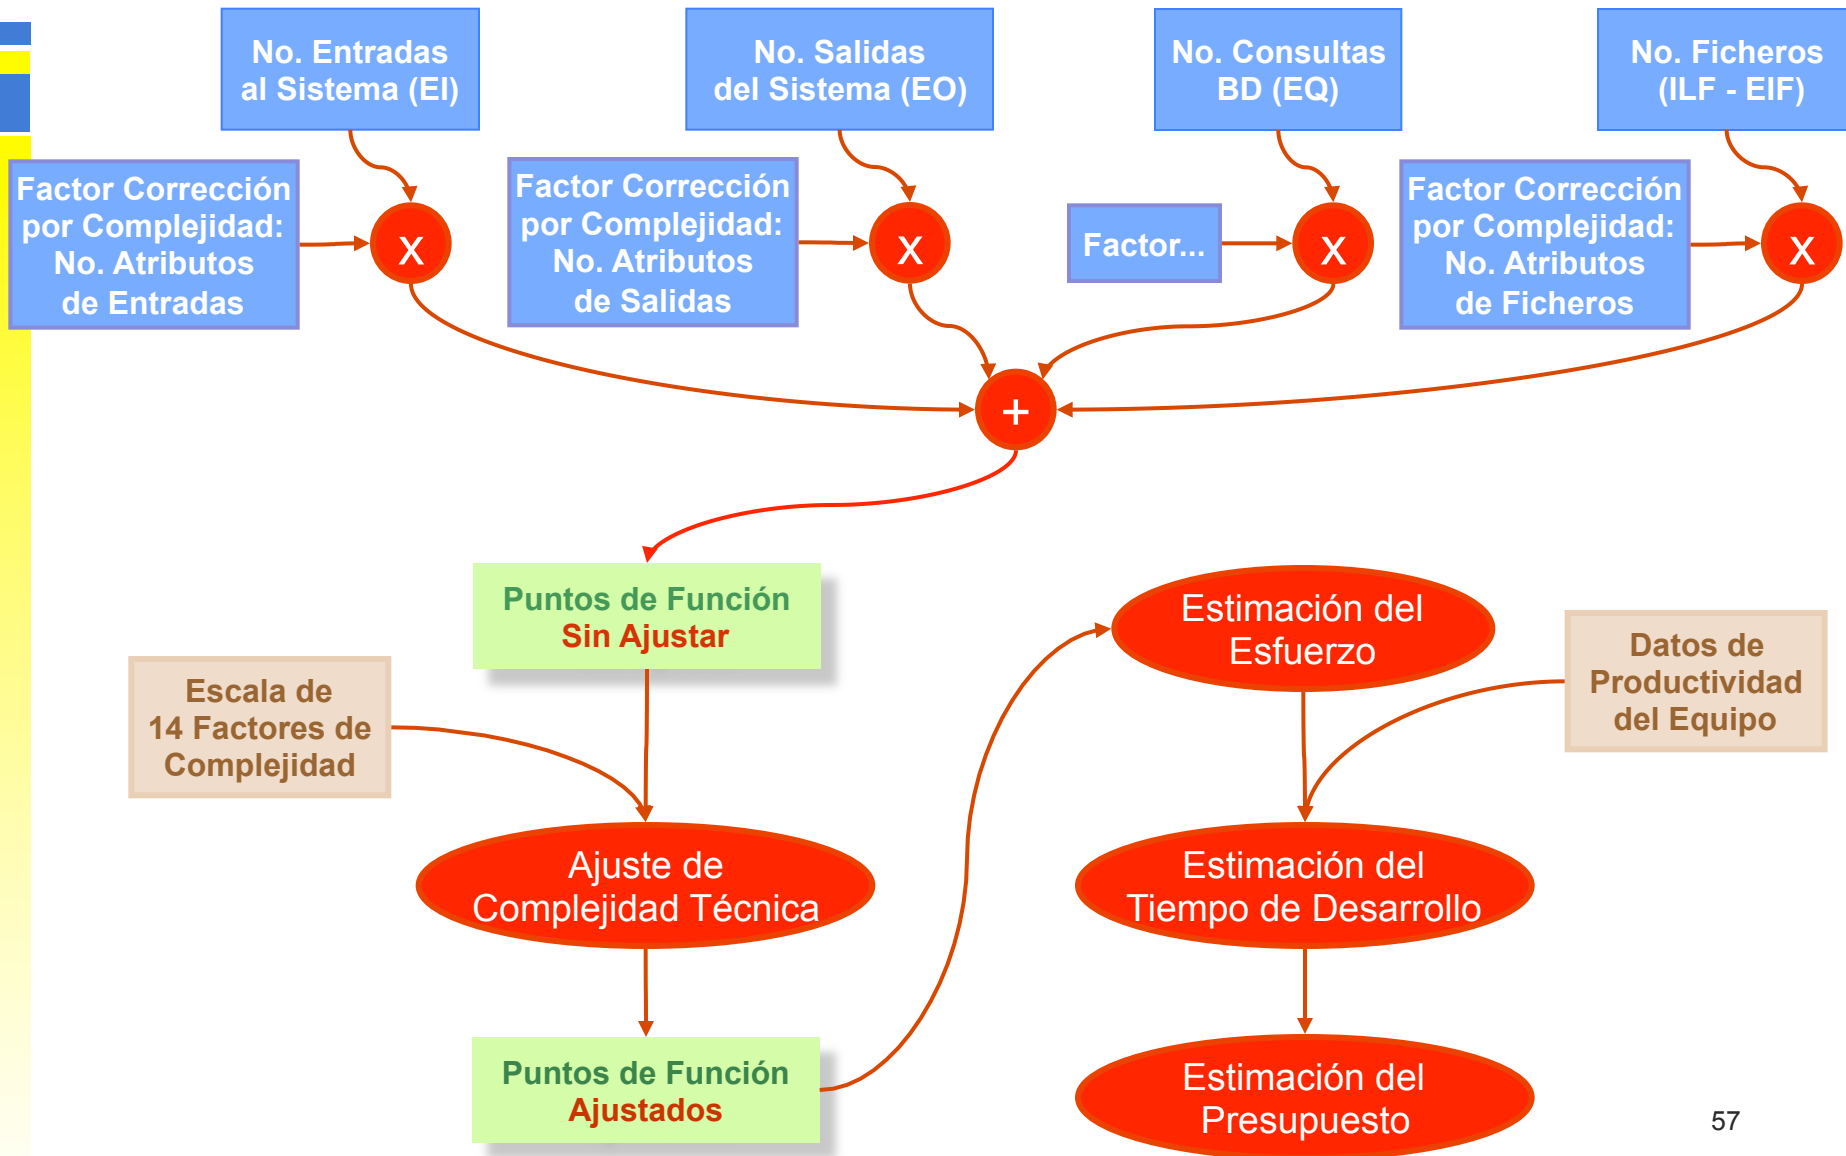 No. Entradas
al Sistema (EI)
No. Salidas
del Sistema (EO)
No. Consultas
BD (EQ)
No. Ficheros
(ILF - EIF)
Factor Corrección
por Complejidad:
No. Atributos
de Entradas
x
Factor Corrección
por Complejidad:
No. Atributos
de Salidas
x
Factor...
x
Factor Corrección
por Complejidad:
No. Atributos
de Ficheros
x
+
Puntos de Función
Sin Ajustar
Escala de
14 Factores de
Complejidad
Ajuste de
Complejidad Técnica
Puntos de Función
Ajustados
Estimación del
Esfuerzo
Datos de
Productividad
del Equipo
Estimación del
Tiempo de Desarrollo
Estimación del
Presupuesto
57